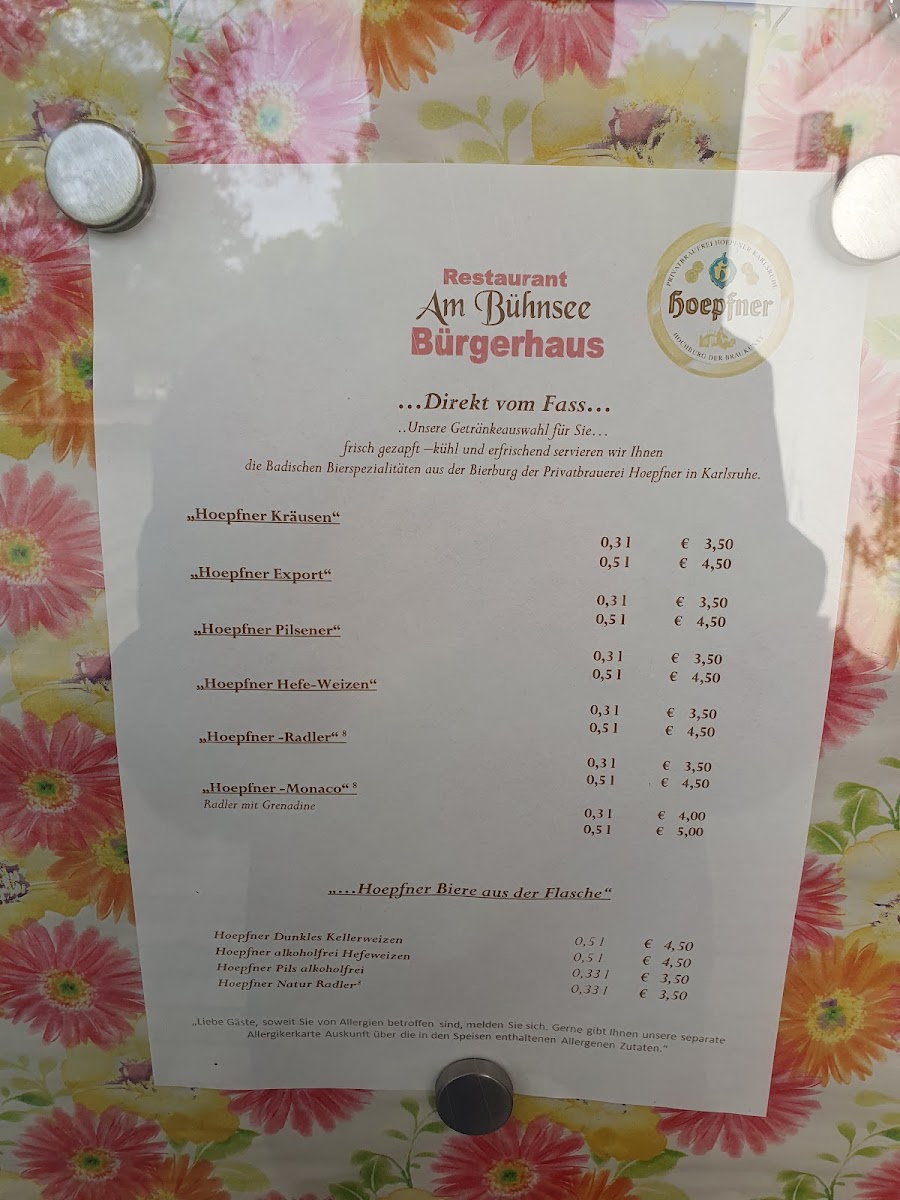 Restaurant
Am Bühnsee
Bürgerhaus
PRIVATBRAUEREI HOEPFNER KARLSRUHE
Hoepfner
HOCHBURG DER BRAUKUNST
...Direkt vom Fass...
..Unsere Getränkeauswahl für Sie...
frisch gezapft –kühl und erfrischend servieren wir Ihnen
die Badischen Bierspezialitäten aus der Bierburg der Privatbrauerei Hoepfner in Karlsruhe.
„Hoepfner Kräusen“
0,3 l € 3,50
0,5 l € 4,50
„Hoepfner Export“
0,3 l € 3,50
0,5 l € 4,50
„Hoepfner Pilsener“
0,3 l € 3,50
0,5 l € 4,50
„Hoepfner Hefe-Weizen“
0,3 l € 3,50
0,5 l € 4,50
„Hoepfner -Radler“ 8
0,3 l € 3,50
0,5 l € 4,50
„Hoepfner -Monaco“ 8
Radler mit Grenadine
0,3 l € 4,00
0,5 l € 5,00
„...Hoepfner Biere aus der Flasche“
Hoepfner Dunkles Kellerweizen 0,5 l € 4,50
Hoepfner alkoholfrei Hefeweizen 0,5 l € 4,50
Hoepfner Pils alkoholfrei 0,33 l € 3,50
Hoepfner Natur Radler⁸ 0,33 l € 3,50
„Liebe Gäste, soweit Sie von Allergien betroffen sind, melden Sie sich. Gerne gibt Ihnen unsere separate
Allergikerkarte Auskunft über die in den Speisen enthaltenen Allergenen Zutaten.“